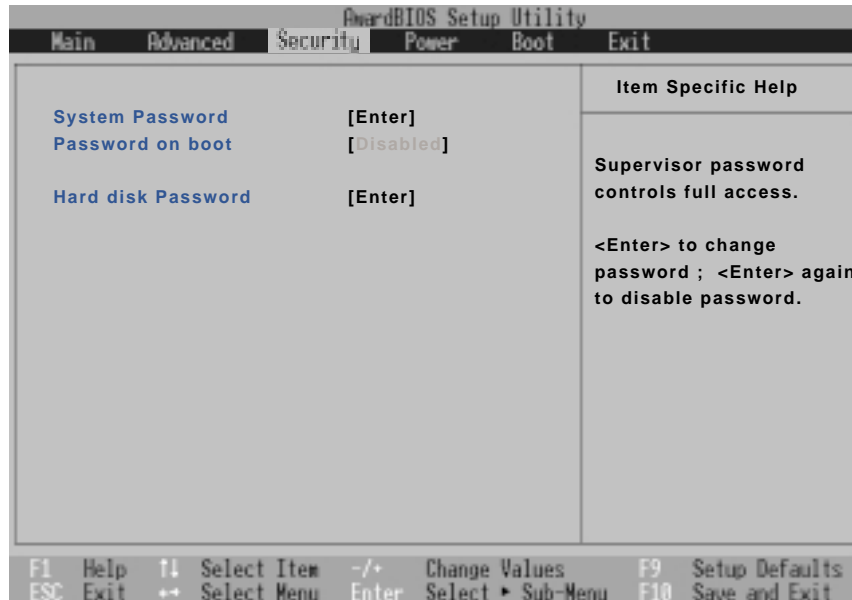 AwardBIOS Setup Utility
Main Advanced Security Power Boot Exit
Item Specific Help
System Password [Enter]
Password on boot [Disabled]
Hard disk Password [Enter]
Supervisor password
controls full access.
<Enter> to change
password ; <Enter> again
to disable password.
F1 Help ↑↓ Select Item -/+ Change Values F9 Setup Defaults
ESC Exit ←→ Select Menu Enter Select ▸ Sub-Menu F10 Save and Exit